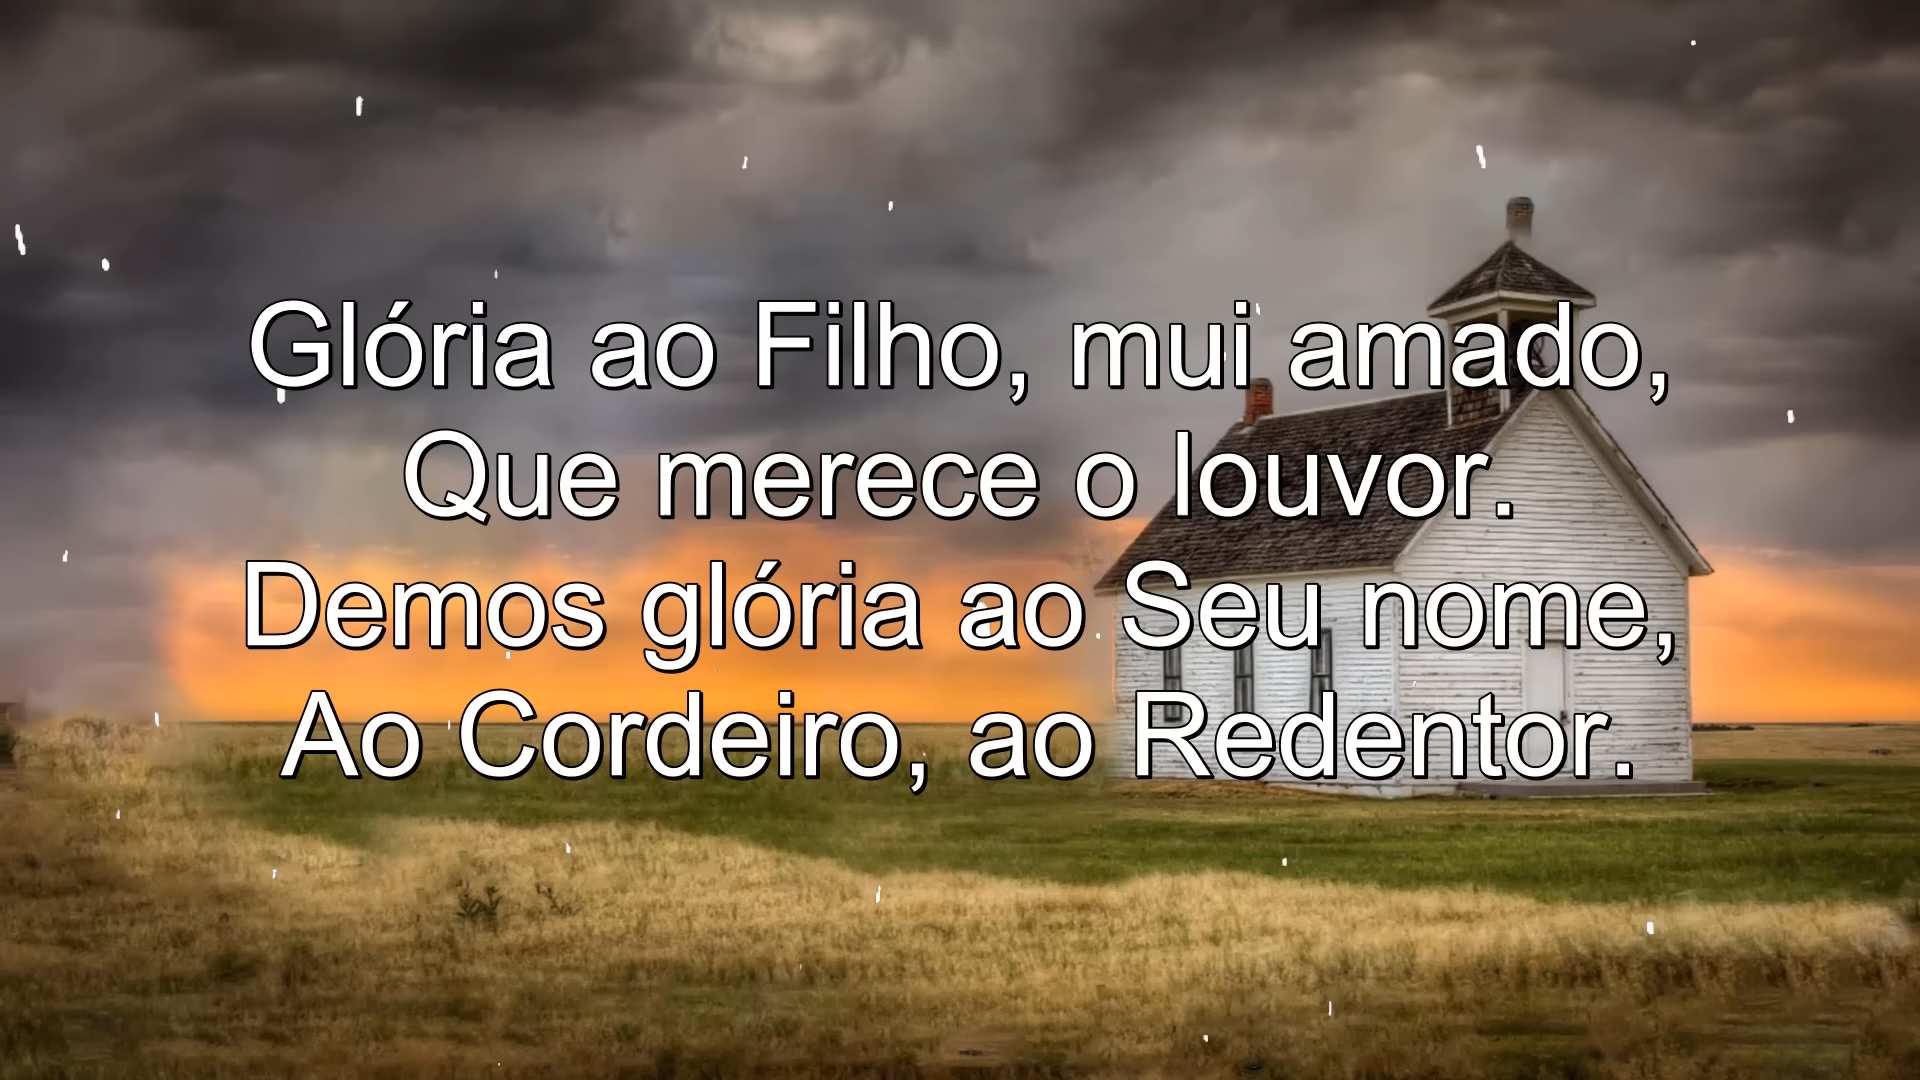 Glória ao Filho, mui amado,
Que merece o louvor.
Demos glória ao Seu nome,
Ao Cordeiro, ao Redentor.